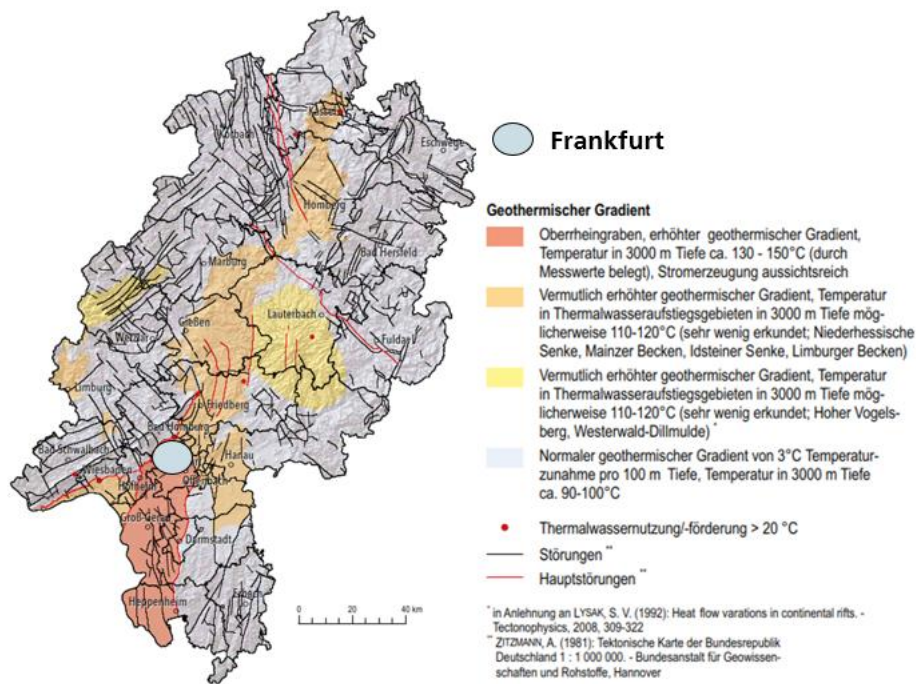 Kassel
Korbach
Eschwege
Homberg
Bad Hersfeld
Marburg
Lauterbach
Gießen
Wetzlar
Fulda
Limburg
Friedberg
Bad Homburg
Hanau
Bad Schwalbach
Wiesbaden
Hofheim
Offenbach
Groß-Gerau
Darmstadt
Heppenheim
Erbach
0 20 40 km
Frankfurt
Geothermischer Gradient
Oberrheingraben, erhöhter geothermischer Gradient,
Temperatur in 3000 m Tiefe ca. 130 - 150°C (durch
Messwerte belegt), Stromerzeugung aussichtsreich
Vermutlich erhöhter geothermischer Gradient, Temperatur
in Thermalwasseraufstiegsgebieten in 3000 m Tiefe mög-
licherweise 110-120°C (sehr wenig erkundet; Niederhessische
Senke, Mainzer Becken, Idsteiner Senke, Limburger Becken)
Vermutlich erhöhter geothermischer Gradient, Temperatur
in Thermalwasseraufstiegsgebieten in 3000 m Tiefe mög-
licherweise 110-120°C (sehr wenig erkundet; Hoher Vogels-
berg, Westerwald-Dillmulde) *
Normaler geothermischer Gradient von 3°C Temperatur-
zunahme pro 100 m Tiefe, Temperatur in 3000 m Tiefe
ca. 90-100°C
Thermalwassernutzung/-förderung > 20 °C
Störungen **
Hauptstörungen **
* in Anlehnung an LYSAK, S. V. (1992): Heat flow varations in continental rifts. -
Tectonophysics, 2008, 309-322
** ZITZMANN, A. (1981): Tektonische Karte der Bundesrepublik
Deutschland 1 : 1 000 000. - Bundesanstalt für Geowissen-
schaften und Rohstoffe, Hannover